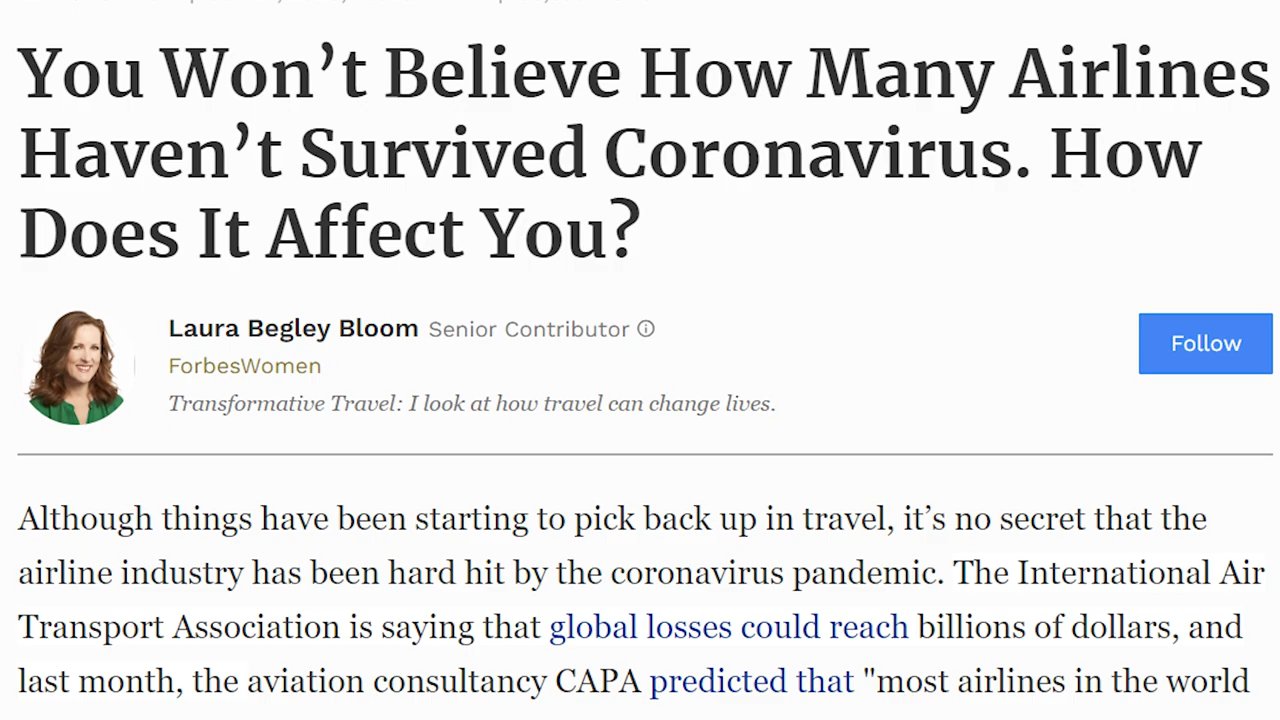 You Won’t Believe How Many Airlines
Haven’t Survived Coronavirus. How
Does It Affect You?
Laura Begley Bloom Senior Contributor
ForbesWomen
Transformative Travel: I look at how travel can change lives.
Follow
Although things have been starting to pick back up in travel, it’s no secret that the
airline industry has been hard hit by the coronavirus pandemic. The International Air
Transport Association is saying that global losses could reach billions of dollars, and
last month, the aviation consultancy CAPA predicted that "most airlines in the world